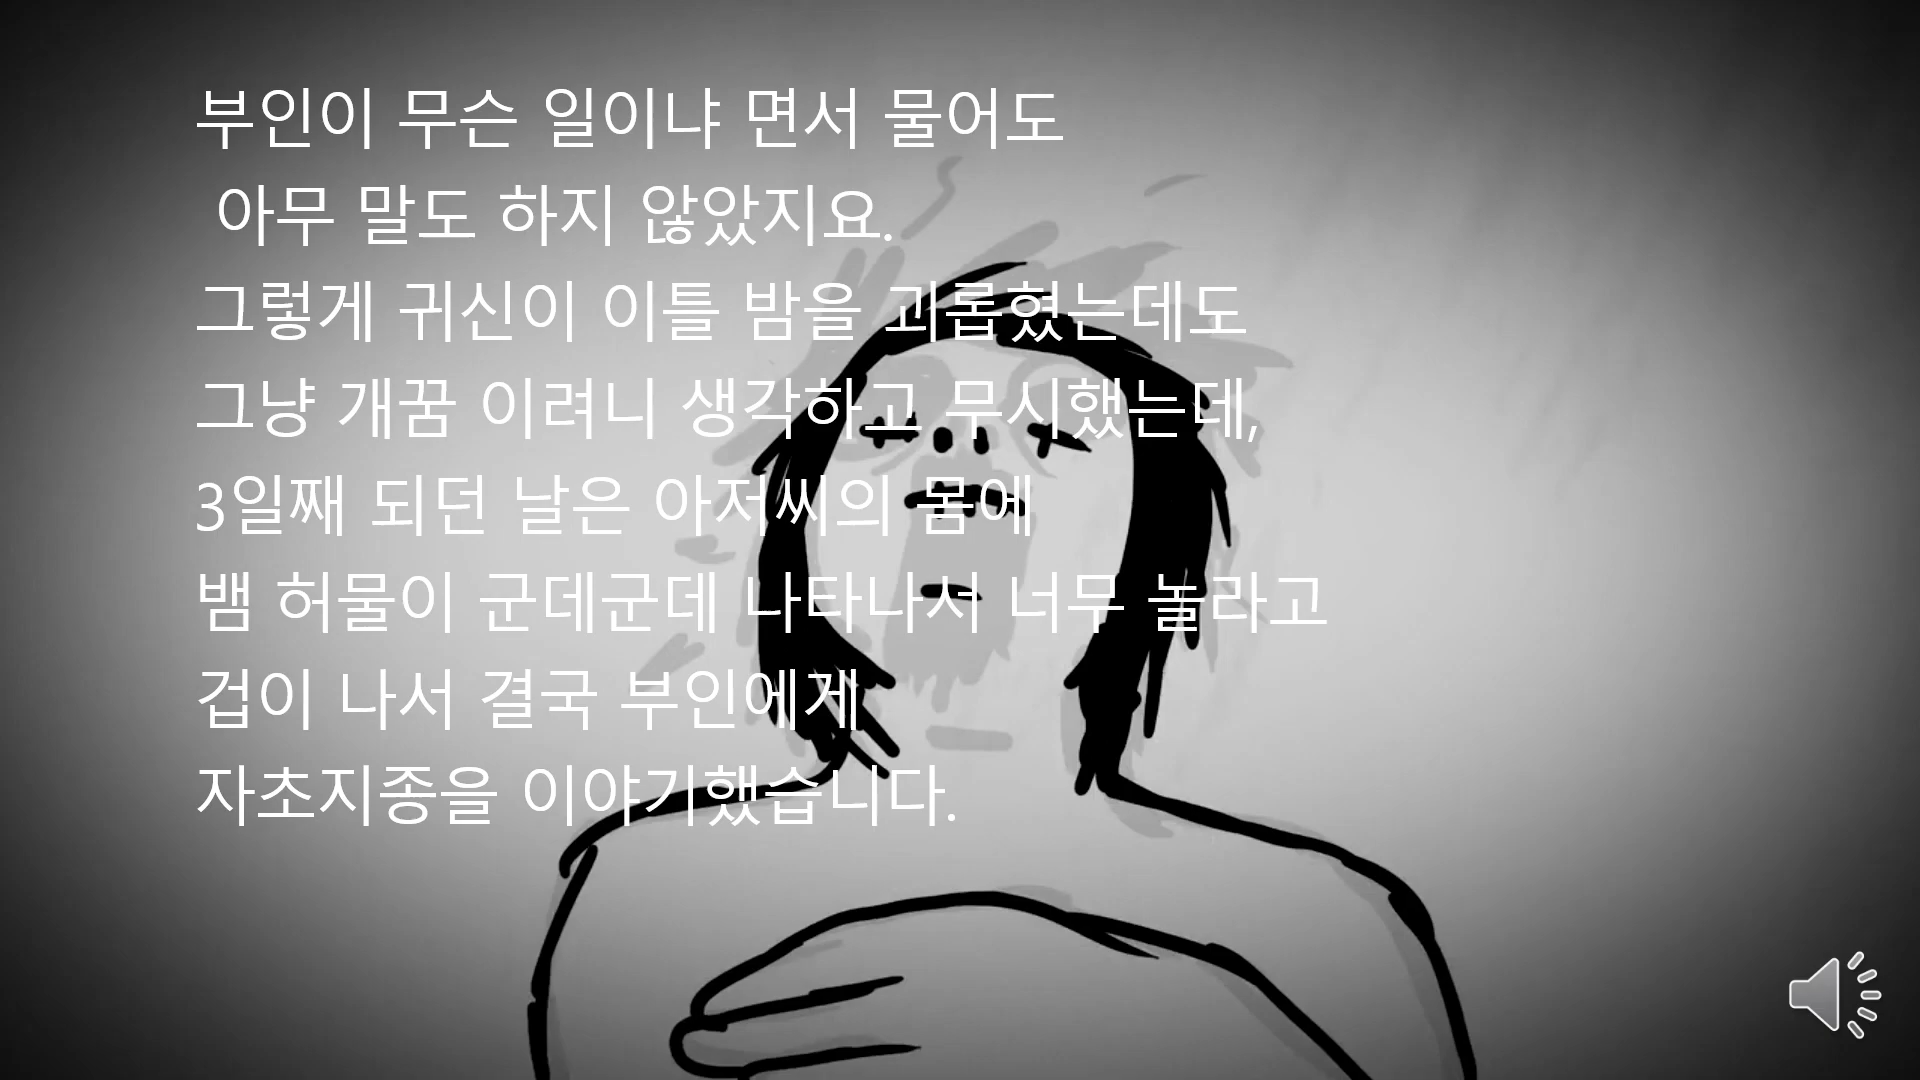 부인이 무슨 일이냐 면서 물어도
아무 말도 하지 않았지요.
그렇게 귀신이 이틀 밤을 괴롭혔는데도
그냥 개꿈 이려니 생각하고 무시했는데,
3일째 되던 날은 아저씨의 몸에
뱀 허물이 군데군데 나타나서 너무 놀라고
겁이 나서 결국 부인에게
자초지종을 이야기했습니다.